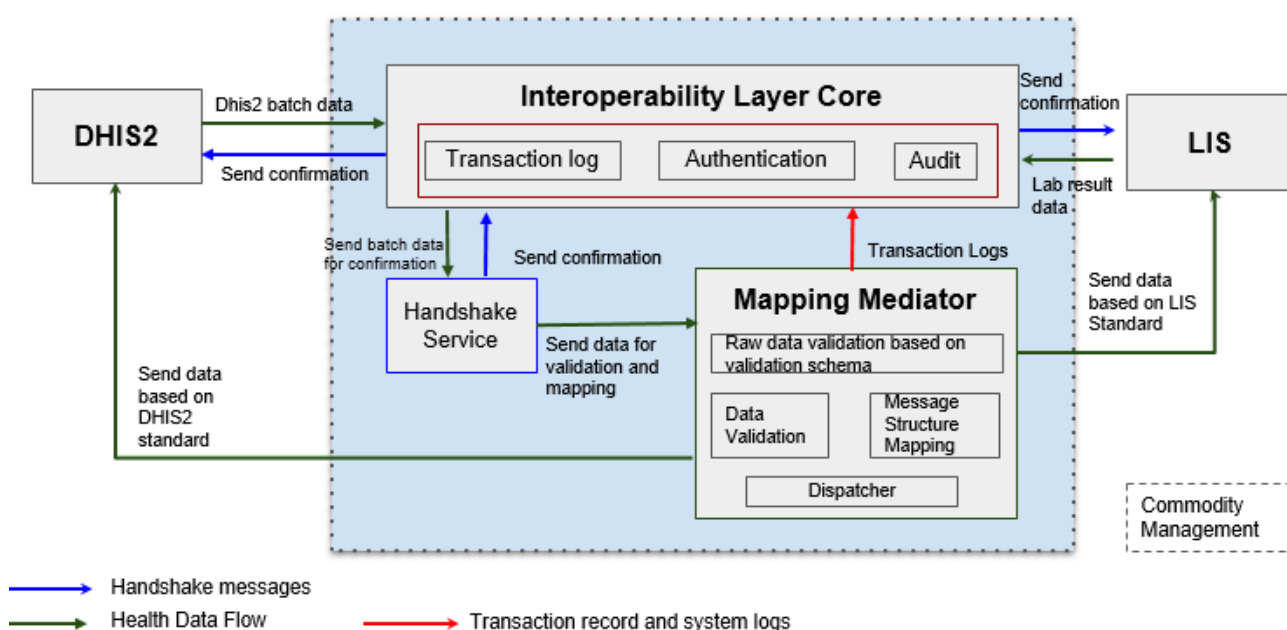 Interoperability Layer Core
Send
confirmation
Dhis2 batch data
DHIS2
Transaction log
Authentication
Audit
LIS
Send confirmation
Lab result
data
Send batch data
for confirmation
Send confirmation
Transaction Logs
Handshake
Service
Mapping Mediator
Send data
based on LIS
Standard
Send data for
validation and
mapping
Raw data validation based on
validation schema
Send data
based on
DHIS2
standard
Data
Validation
Message
Structure
Mapping
Dispatcher
Commodity
Management
Handshake messages
Health Data Flow
Transaction record and system logs